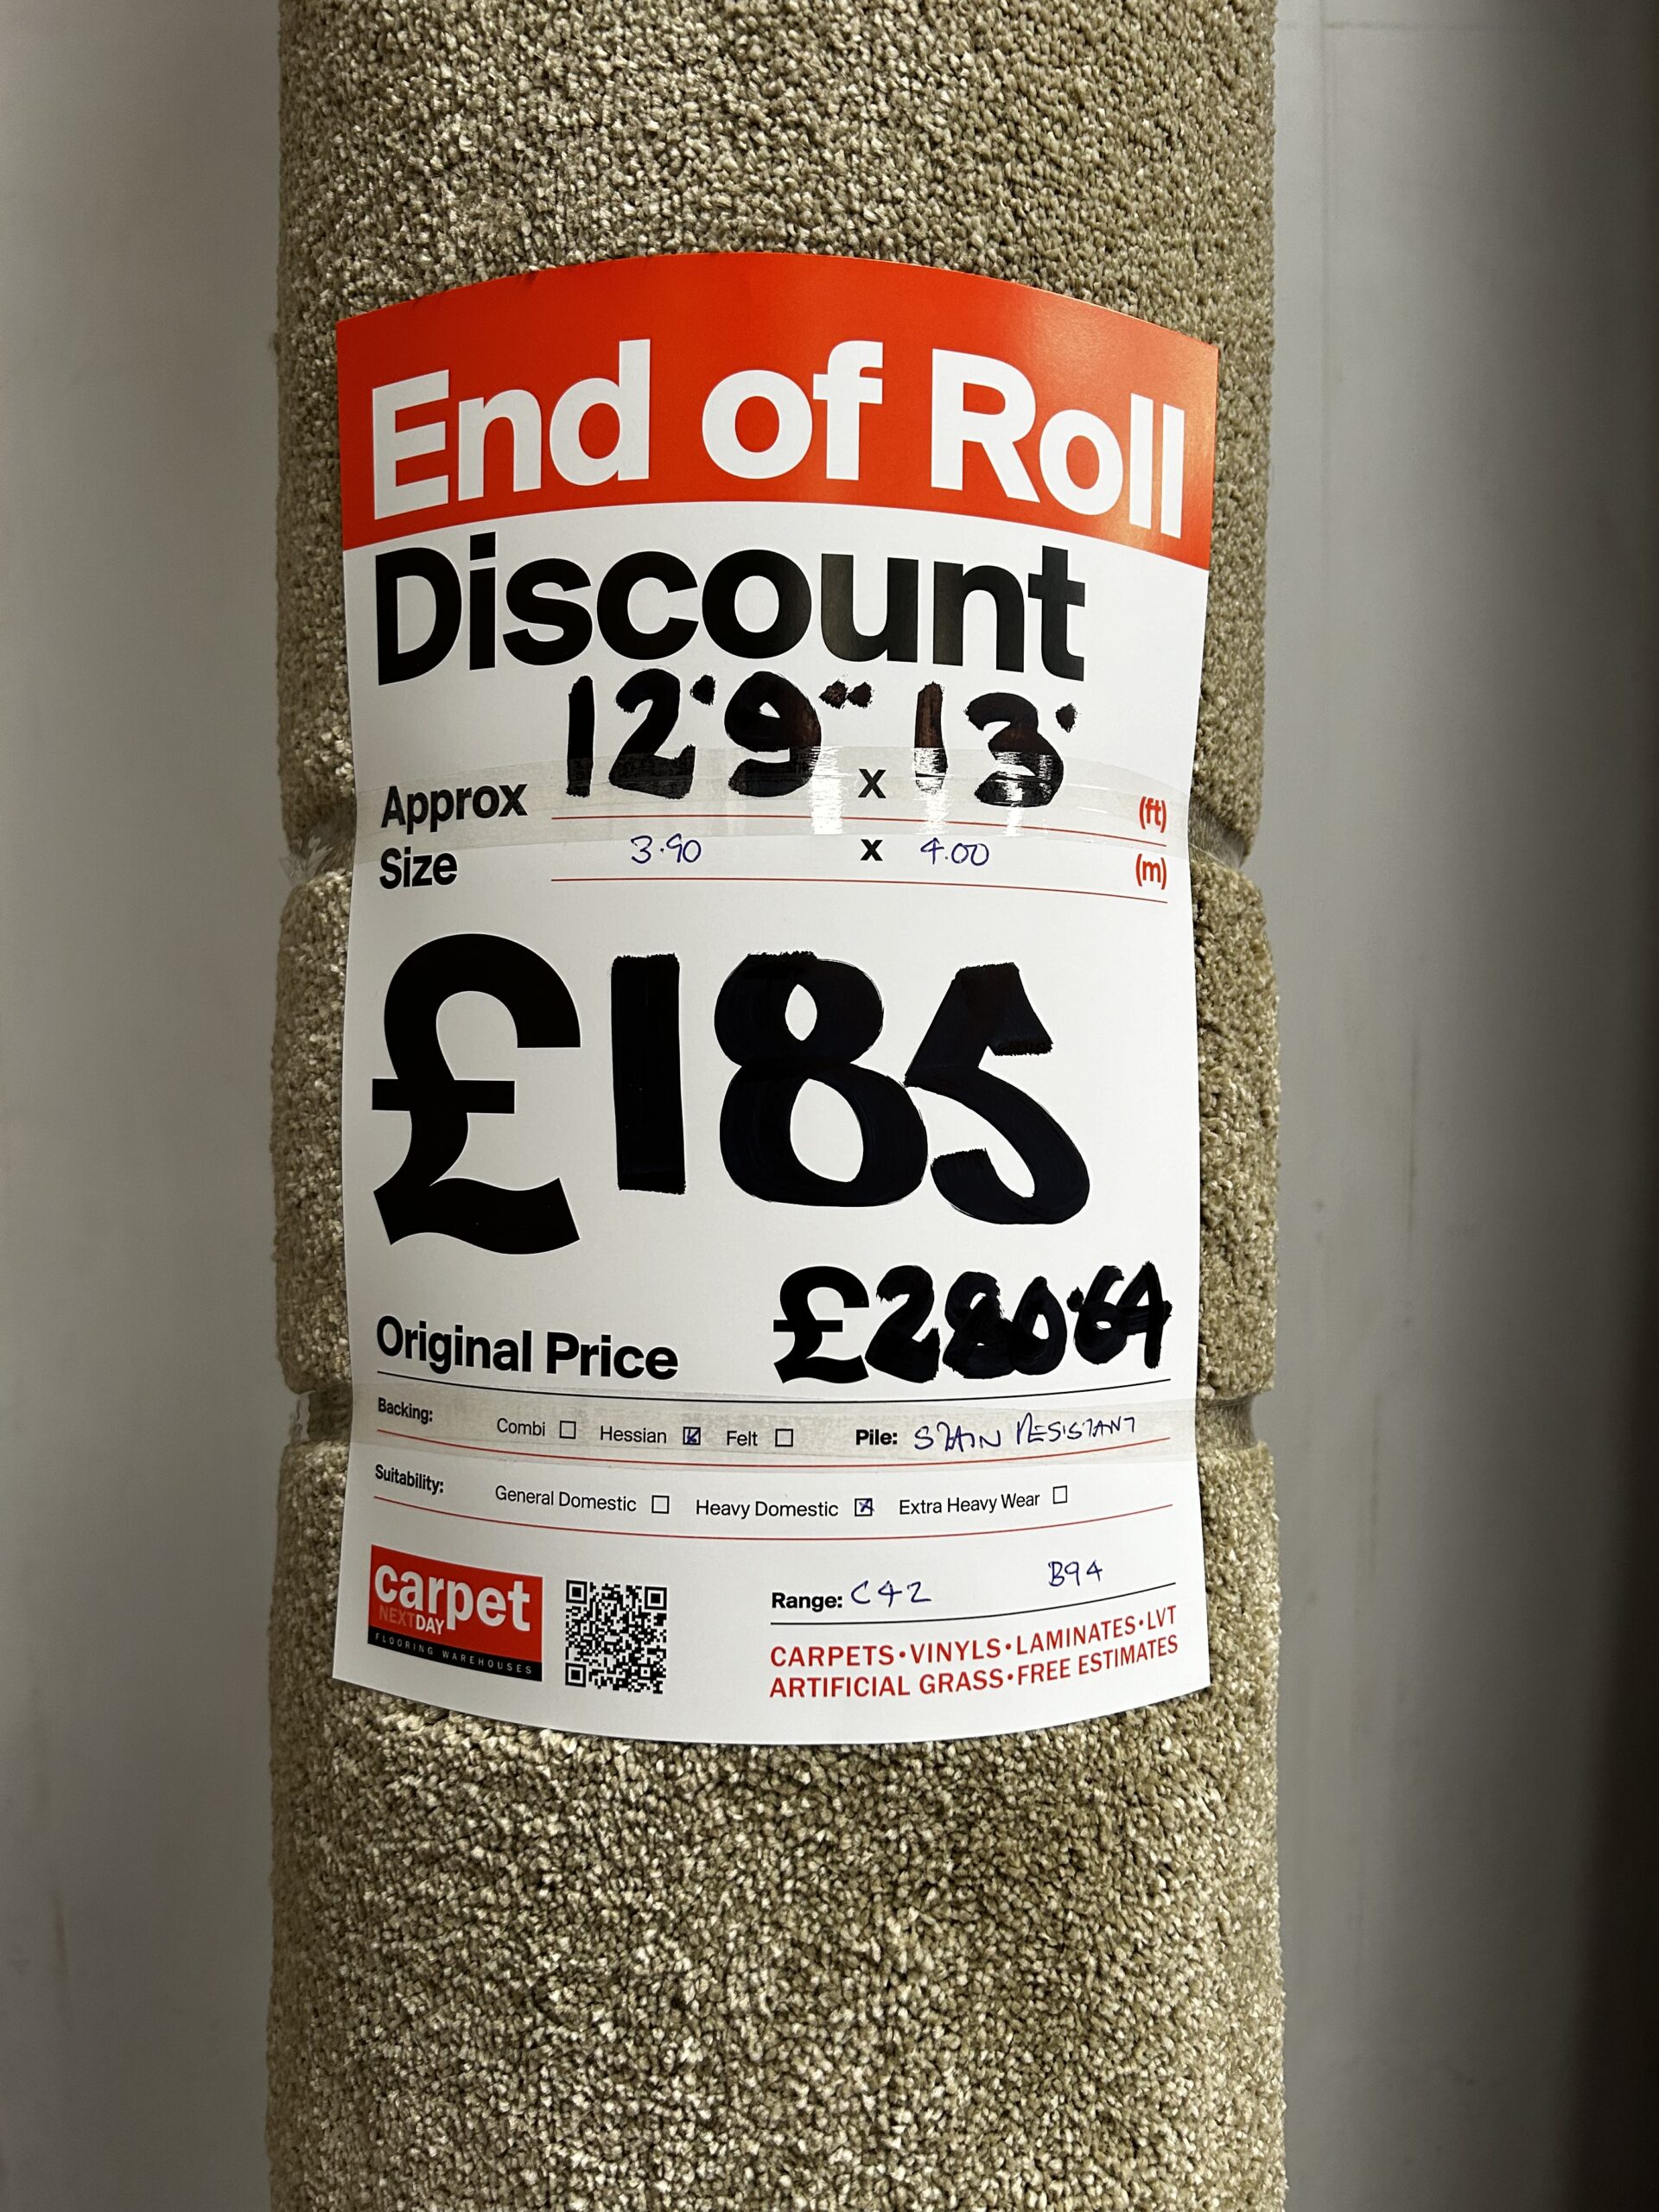 End of Roll
Discount
12'9" x 13' (ft)
Approx
Size 3.90 x 4.00 (m)
£185
Original Price £280.64
Backing: Combi Hessian Felt Pile: STAIN RESISTANT
Suitability: General Domestic Heavy Domestic Extra Heavy Wear
carpet
NEXTDAY
FLOORING WAREHOUSES
Range: C42 B94
CARPETS•VINYLS•LAMINATES•LVT
ARTIFICIAL GRASS•FREE ESTIMATES